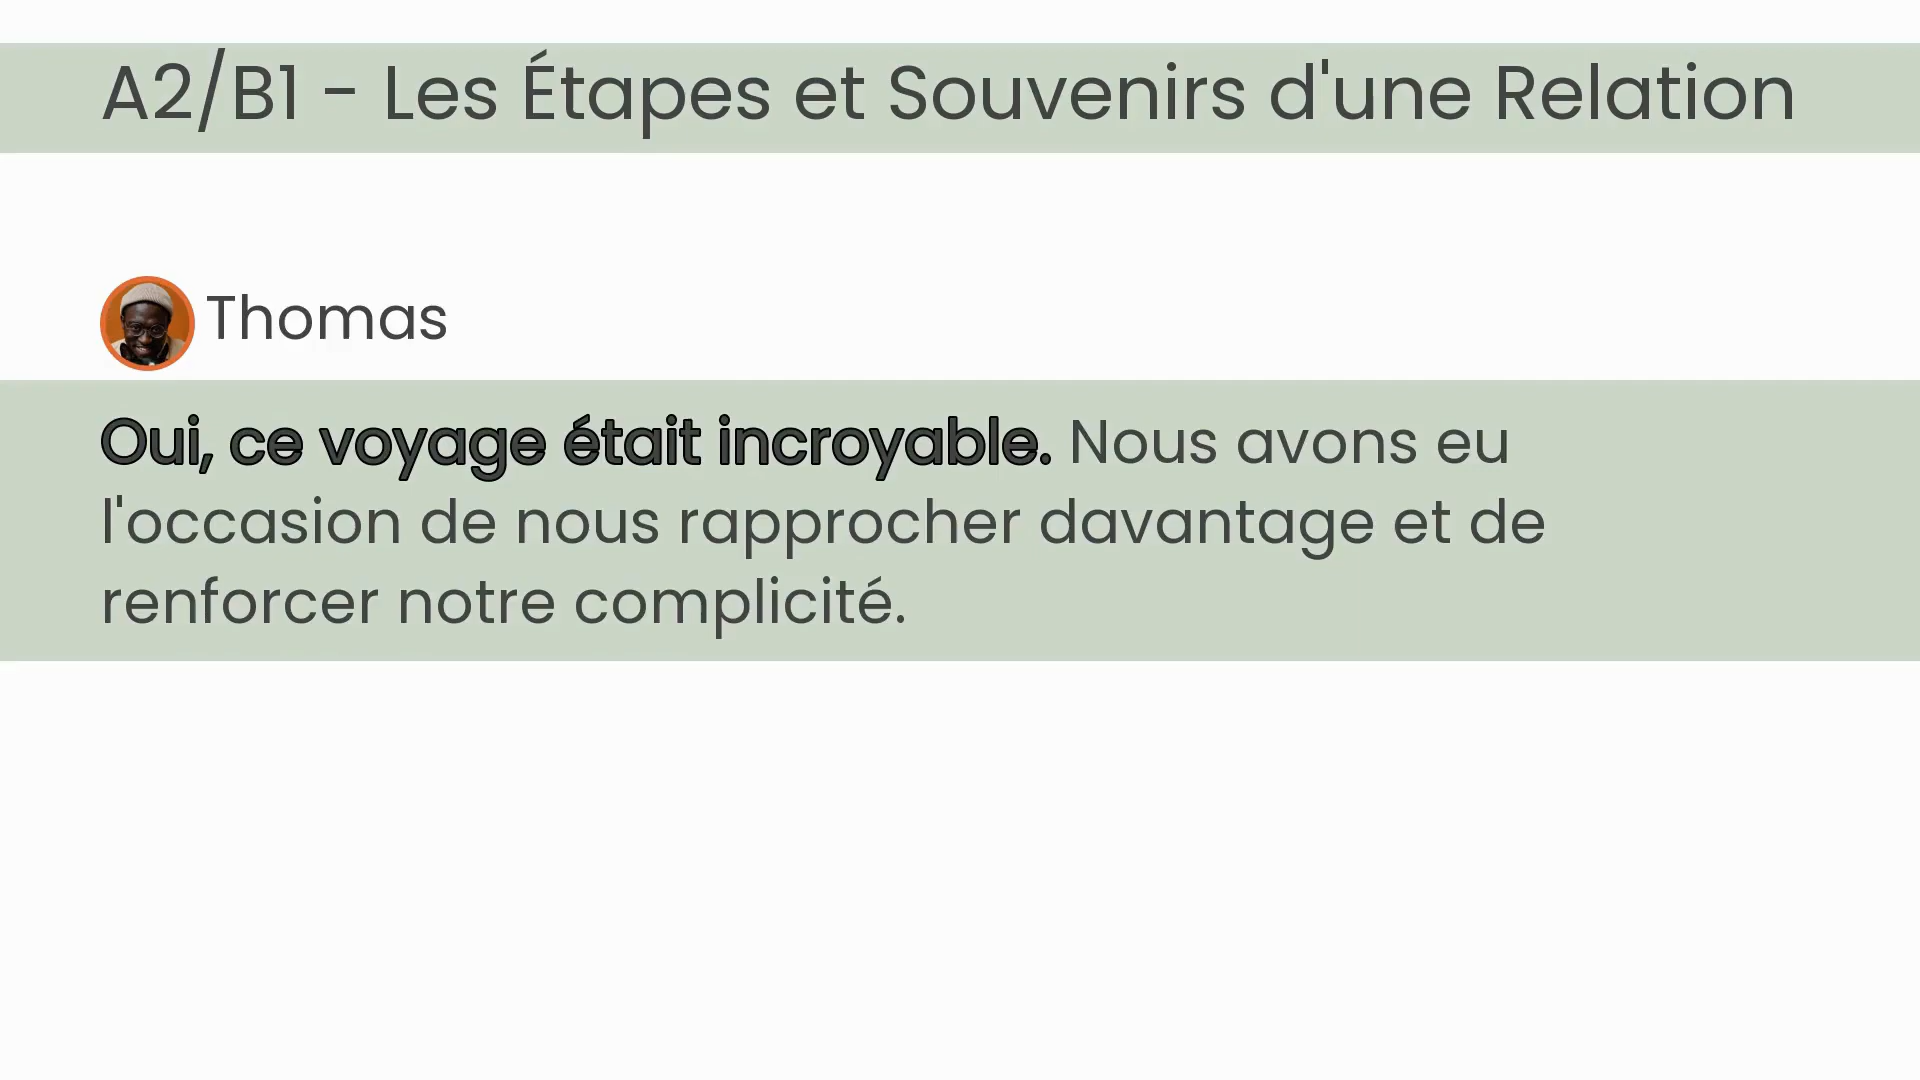 A2/B1 - Les Étapes et Souvenirs d'une Relation
Thomas
Oui, ce voyage était incroyable. Nous avons eu
l'occasion de nous rapprocher davantage et de
renforcer notre complicité.